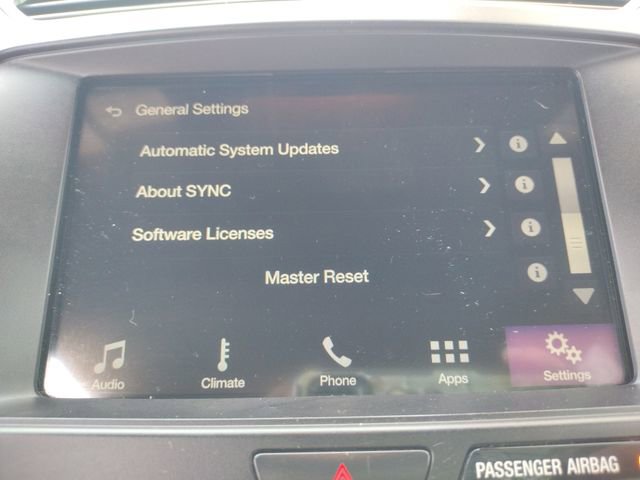 General Settings
Automatic System Updates
About SYNC
Software Licenses
Master Reset
Audio
Climate
Phone
Apps
Settings
PASSENGER AIRBAG